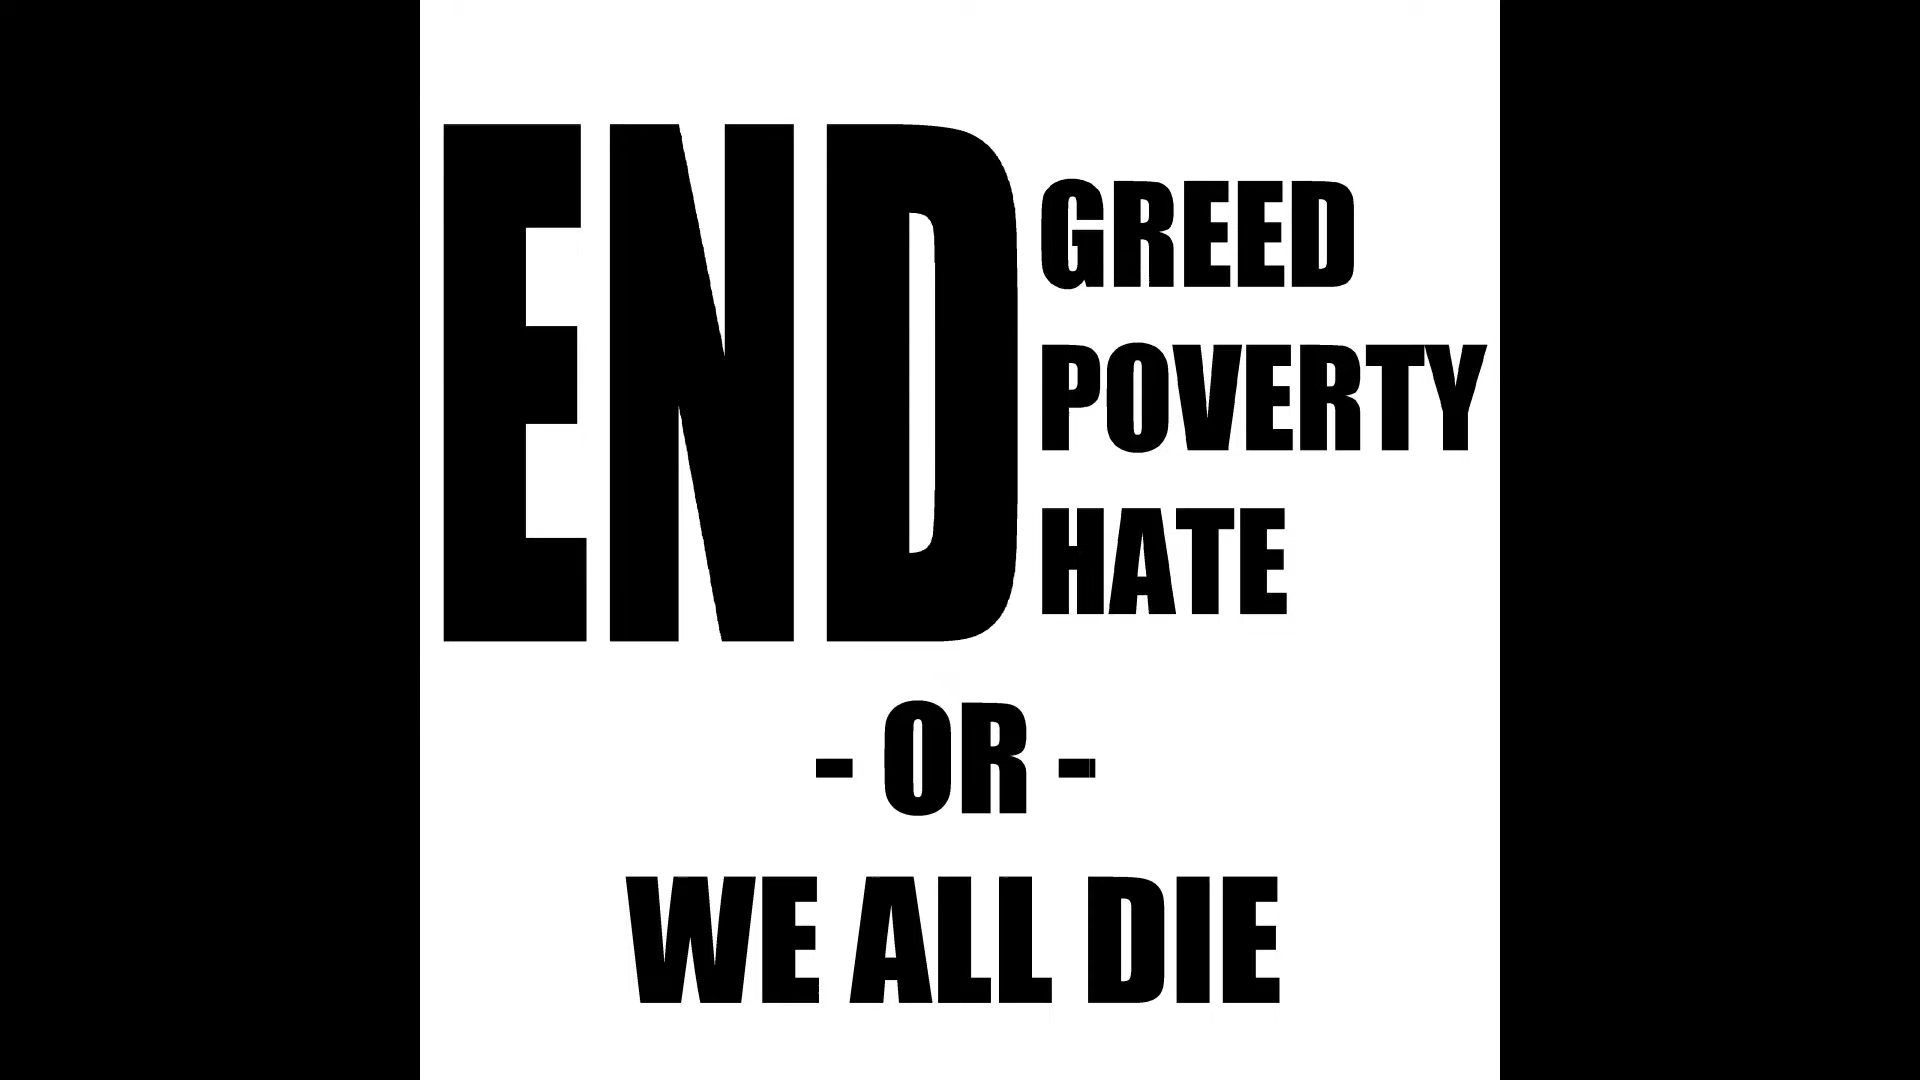 END
GREED
POVERTY
HATE
- OR -
WE ALL DIE